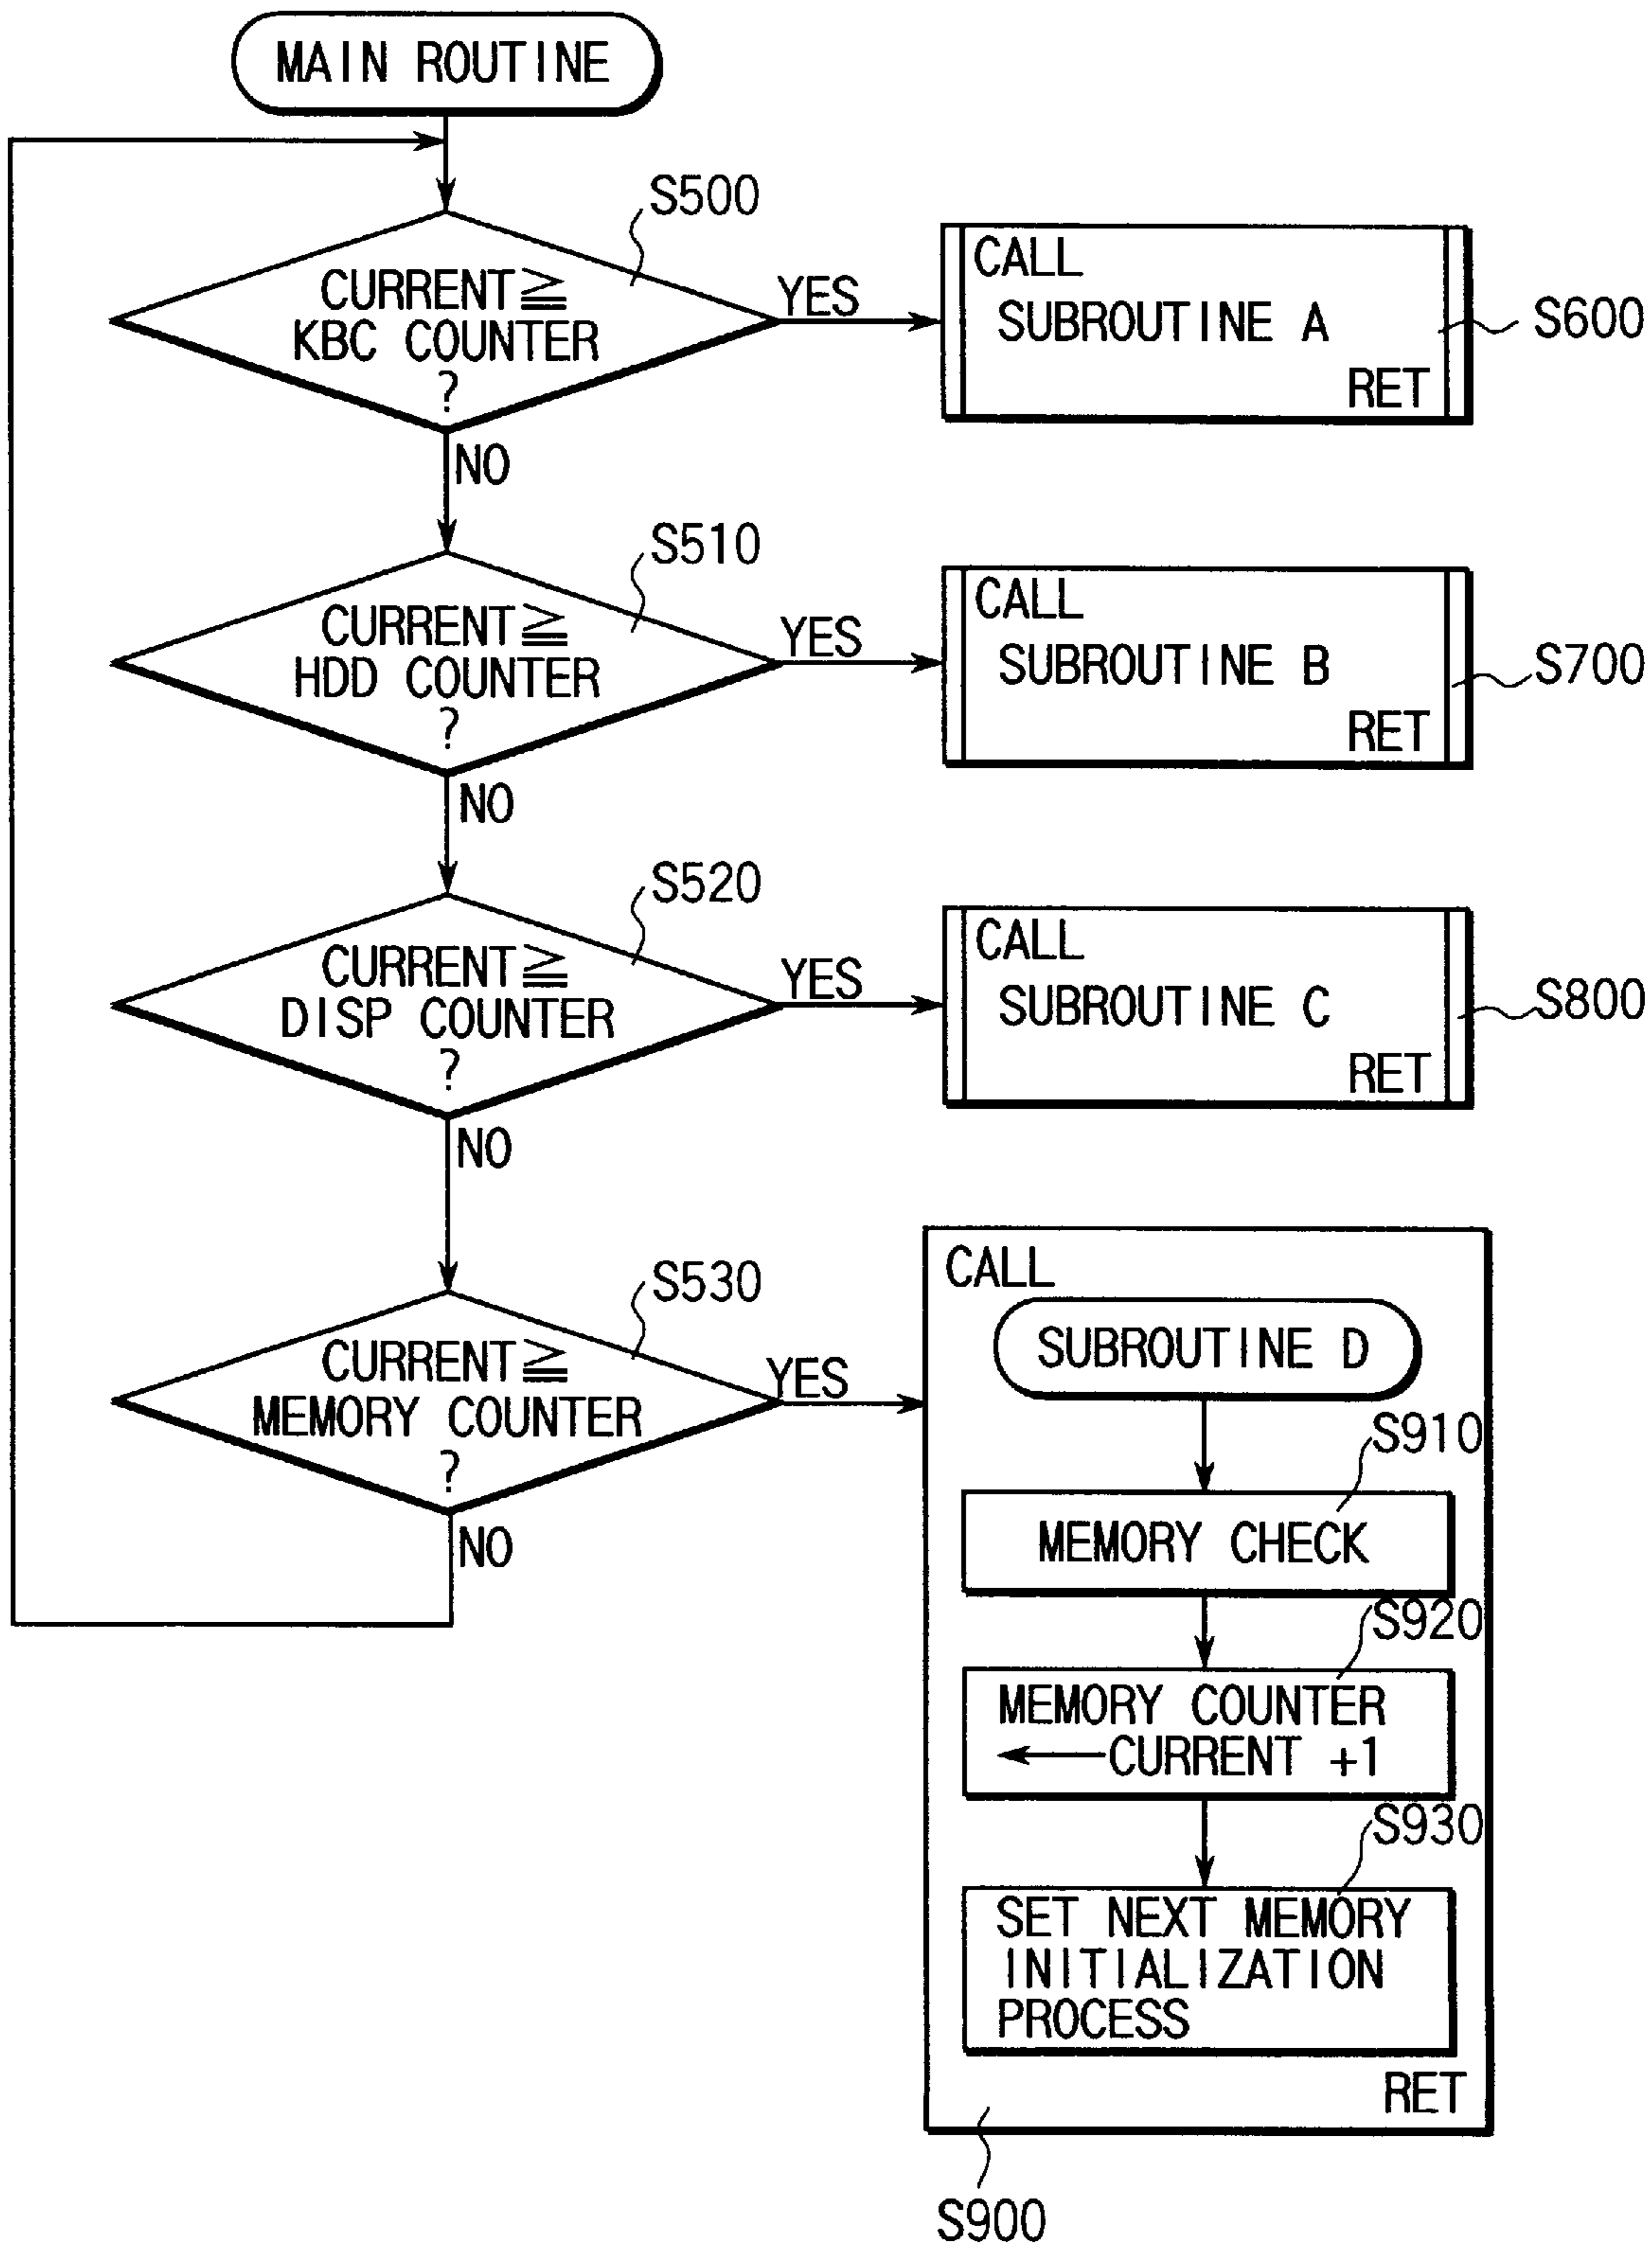 MAIN ROUTINE
S500
CURRENT≧
KBC COUNTER
?
YES
NO
CALL
SUBROUTINE A
RET
S600
S510
CURRENT≧
HDD COUNTER
?
YES
NO
CALL
SUBROUTINE B
RET
S700
S520
CURRENT≧
DISP COUNTER
?
YES
NO
CALL
SUBROUTINE C
RET
S800
S530
CURRENT≧
MEMORY COUNTER
?
YES
NO
CALL
SUBROUTINE D
S910
MEMORY CHECK
S920
MEMORY COUNTER
←CURRENT +1
S930
SET NEXT MEMORY
INITIALIZATION
PROCESS
RET
S900